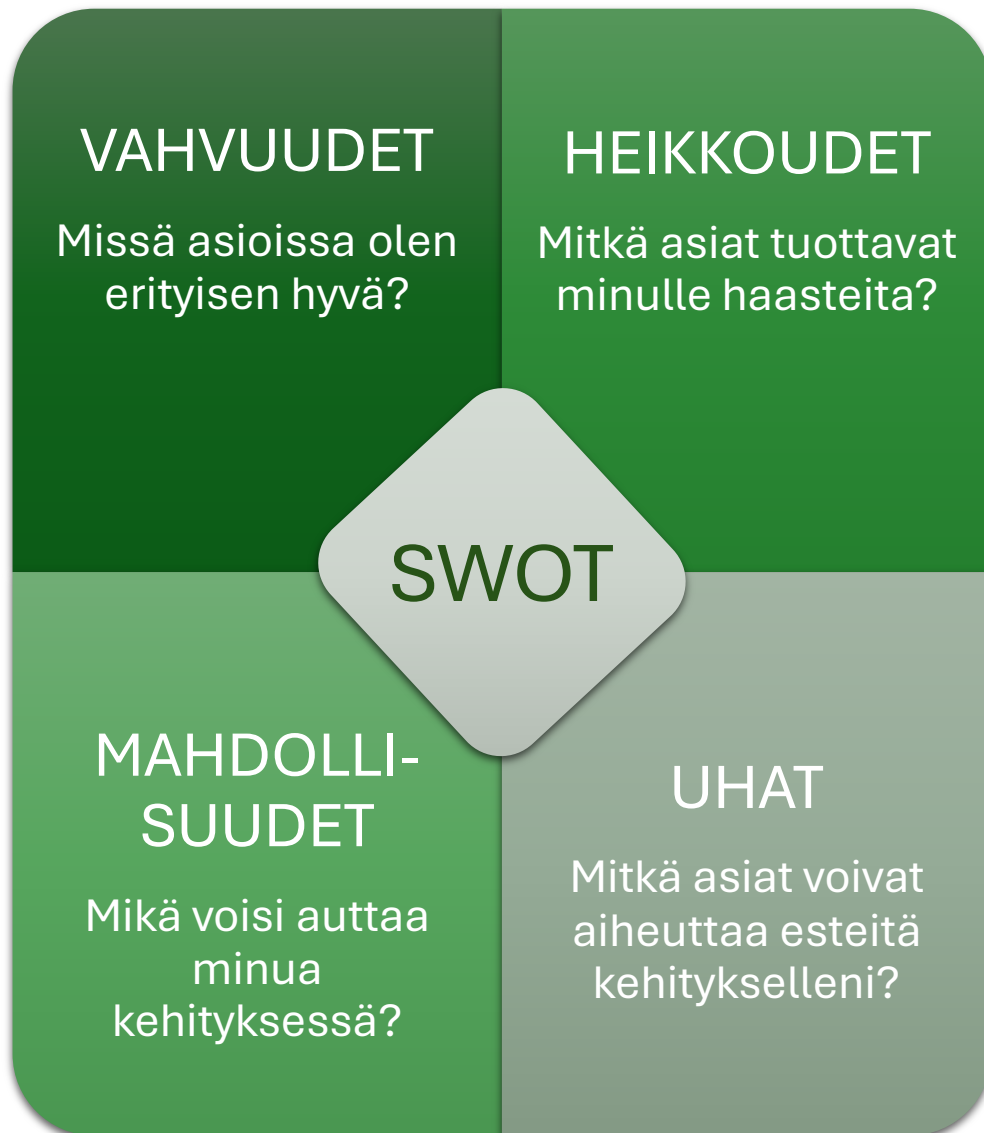 VAHVUUDET
Missä asioissa olen
erityisen hyvä?
HEIKKOUDET
Mitkä asiat tuottavat
minulle haasteita?
SWOT
MAHDOLLI-
SUUDET
Mikä voisi auttaa
minua
kehityksessä?
UHAT
Mitkä asiat voivat
aiheuttaa esteitä
kehitykselleni?